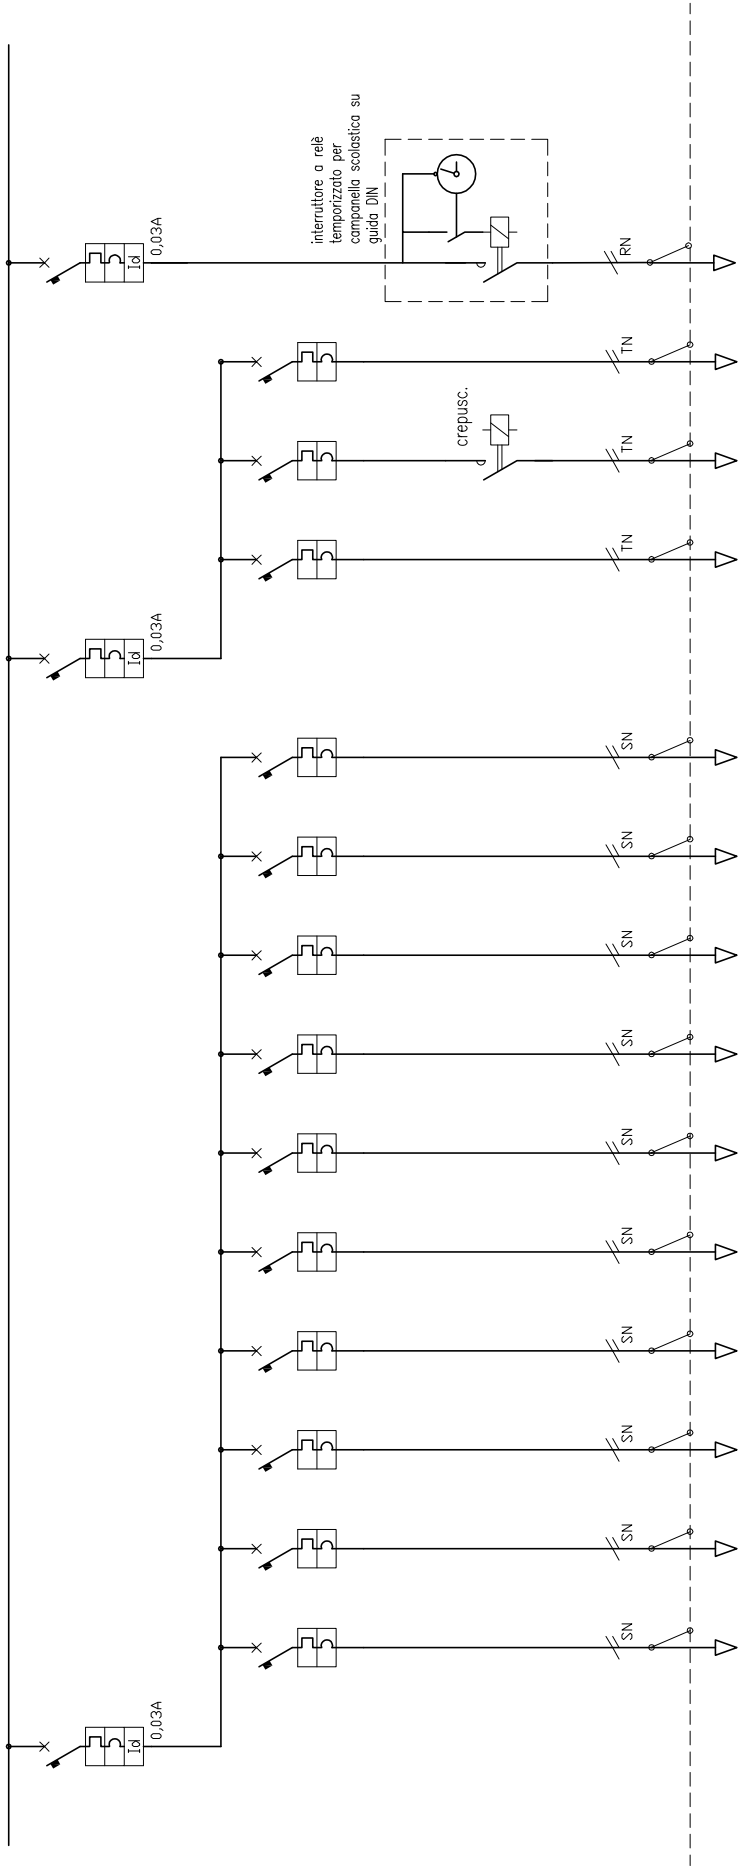 interruttore a relè
temporizzato per
campanella scolastica su
guida DIN
0,03A
Id
RN
TN
crepusc.
TN
TN
0,03A
Id
SN
SN
SN
SN
SN
SN
SN
SN
SN
SN
0,03A
Id